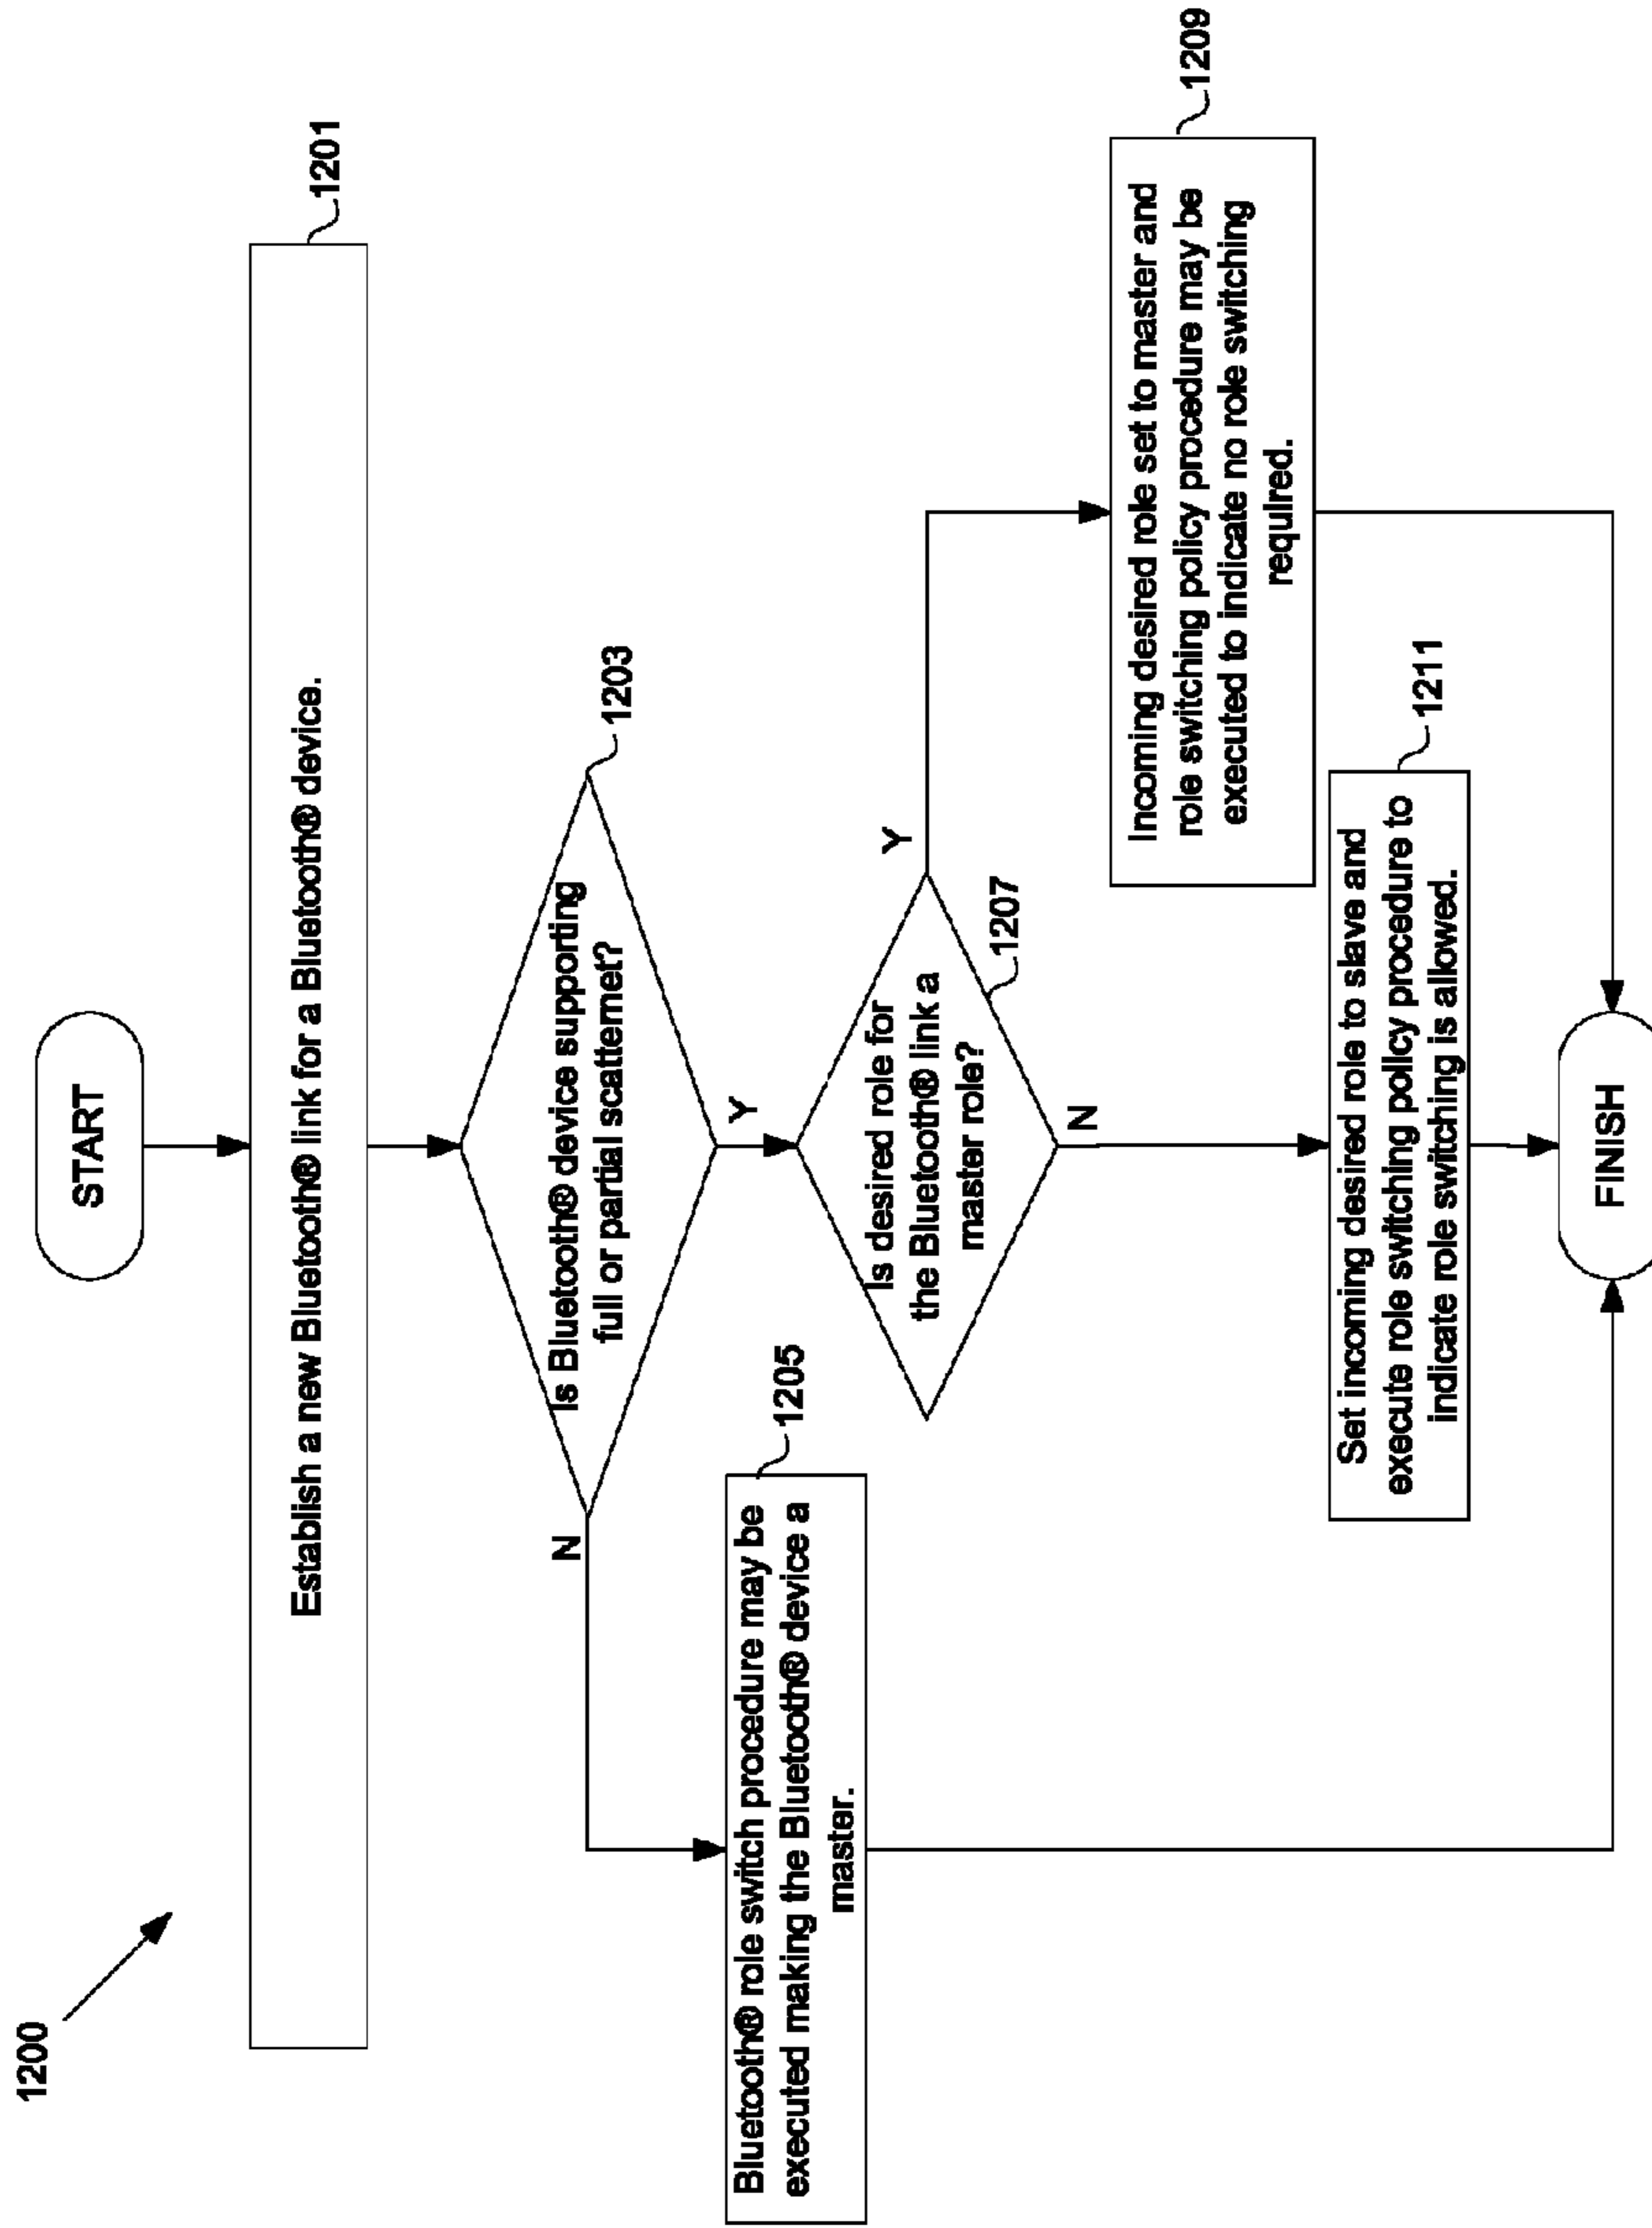 1200
START
1201
Establish a new Bluetooth® link for a Bluetooth® device.
1203
Is Bluetooth® device supporting
full or partial scatternet?
N
Y
1205
Bluetooth® role switch procedure may be
executed making the Bluetooth® device a
master.
1207
Is desired role for
the Bluetooth® link a
master role?
Y
N
1209
Incoming desired role set to master and
role switching policy procedure may be
executed to indicate no role switching
required.
1211
Set incoming desired role to slave and
execute role switching policy procedure to
indicate role switching is allowed.
FINISH